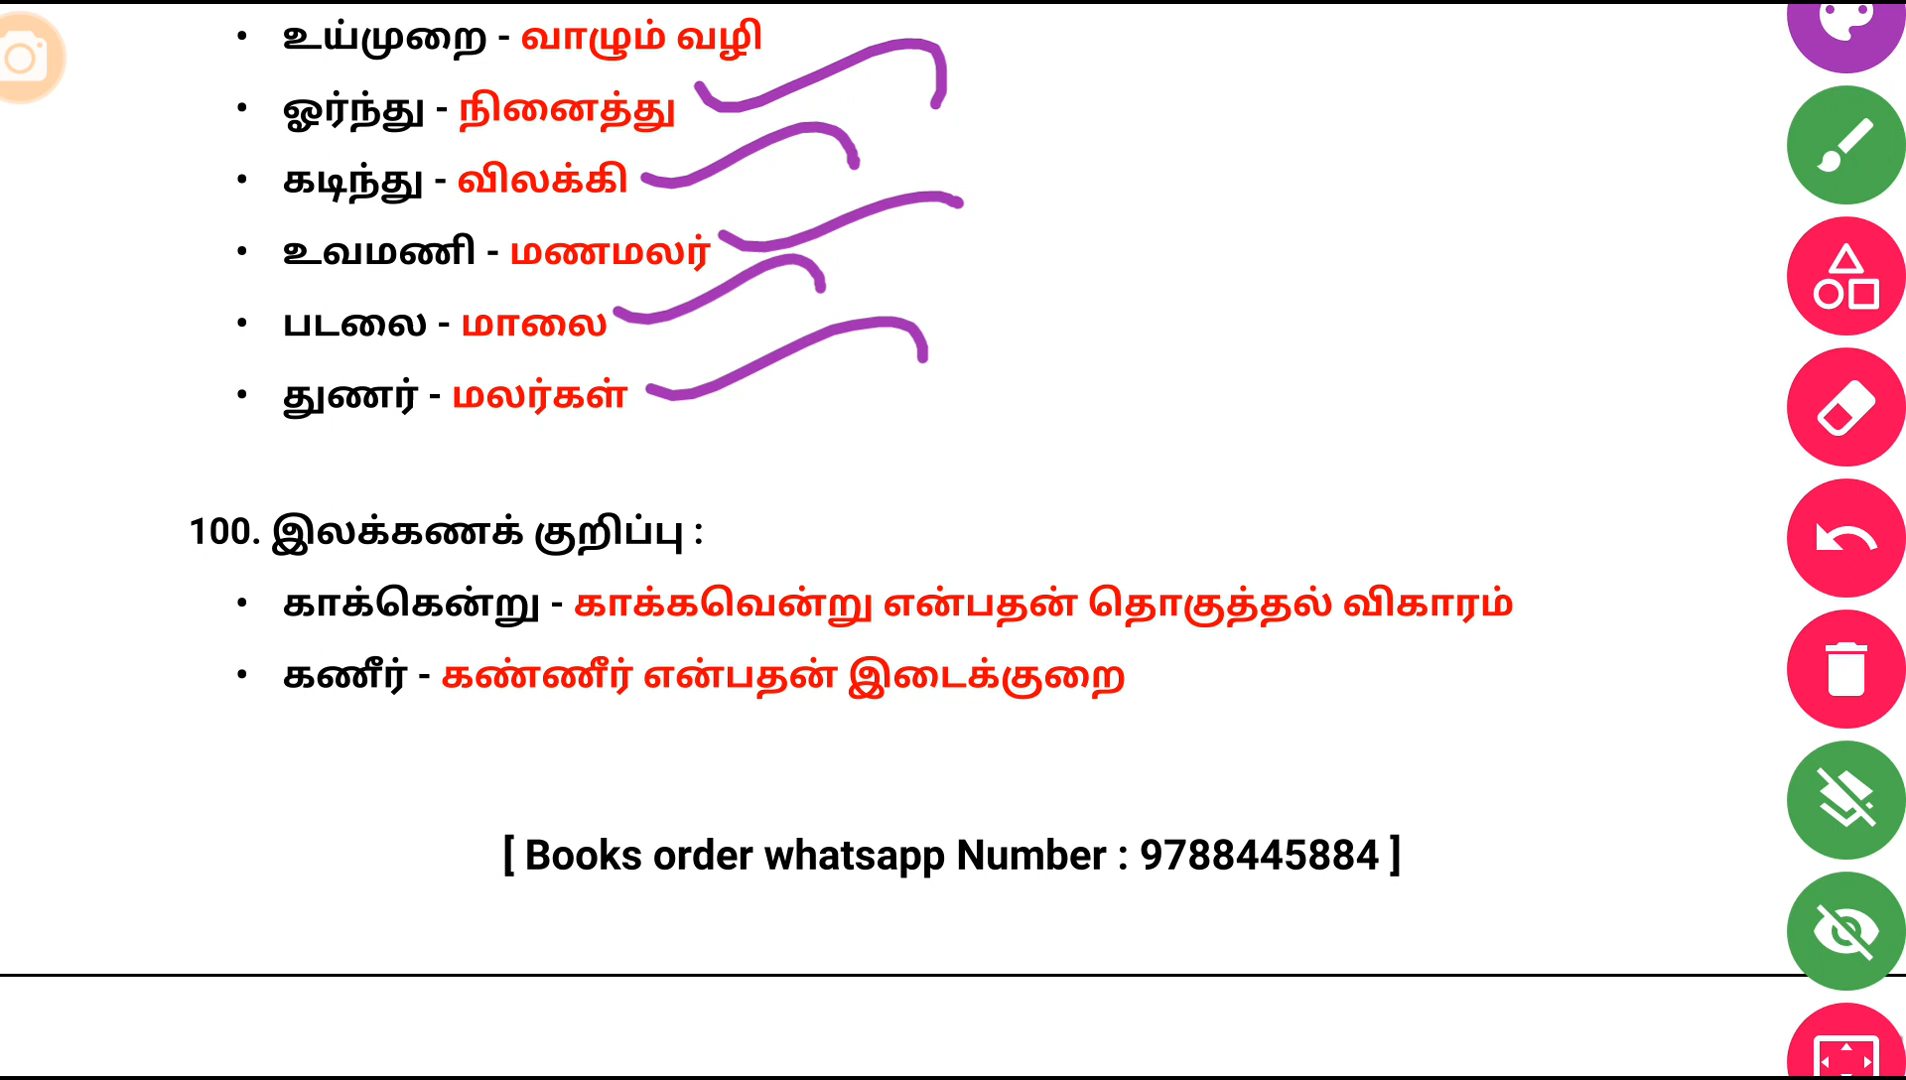 • உய்முறை - வாழும் வழி
• ஓர்ந்து - நினைத்து
• கடிந்து - விலக்கி
• உவமணி - மணமலர்
• படலை - மாலை
• துணர் - மலர்கள்
100. இலக்கணக் குறிப்பு :
• காக்கென்று - காக்கவென்று என்பதன் தொகுத்தல் விகாரம்
• கணீர் - கண்ணீர் என்பதன் இடைக்குறை
[ Books order whatsapp Number : 9788445884 ]